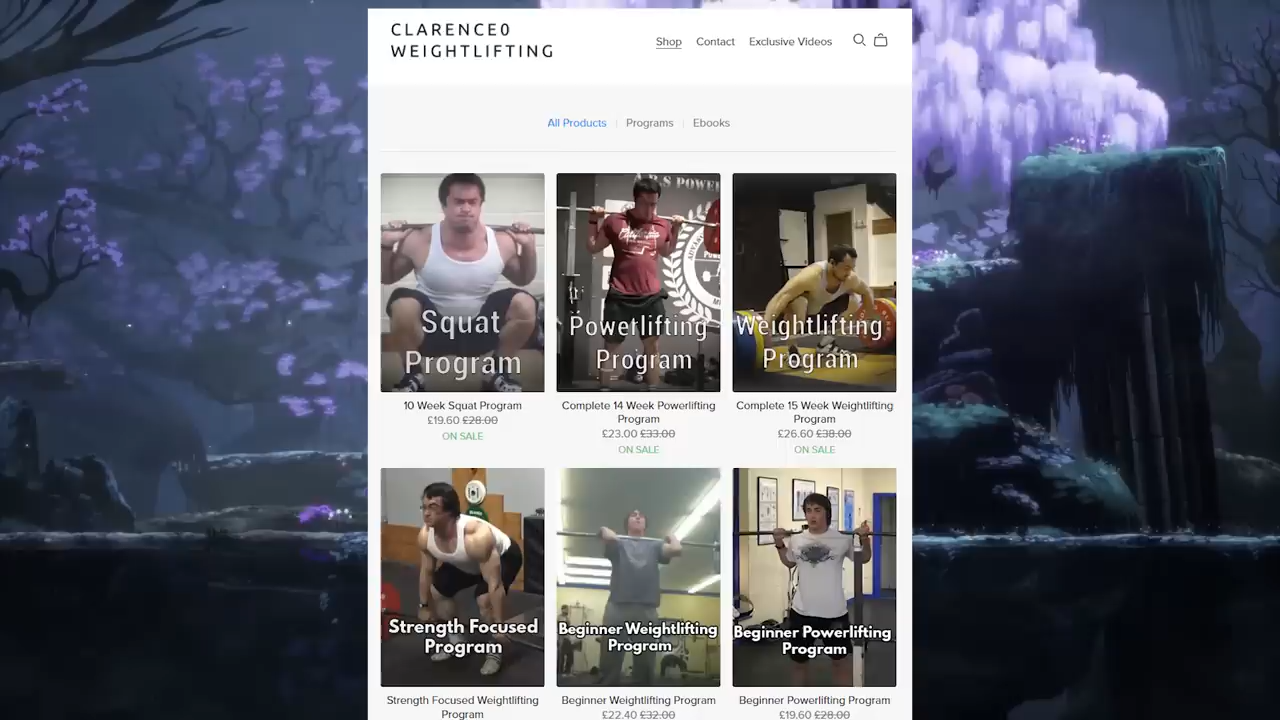 CLARENCE0
WEIGHTLIFTING
Shop
Contact
Exclusive Videos
All Products
Programs
Ebooks
Squat
Program
Powerlifting
Program
Weightlifting
Program
10 Week Squat Program
£19.60 £28.00
ON SALE
Complete 14 Week Powerlifting
Program
£23.00 £33.00
ON SALE
Complete 15 Week Weightlifting
Program
£26.60 £38.00
ON SALE
Strength Focused
Program
Beginner Weightlifting
Program
Beginner Powerlifting
Program
Strength Focused Weightlifting
Program
Beginner Weightlifting Program
£22.40 £32.00
Beginner Powerlifting Program
£19.60 £28.00